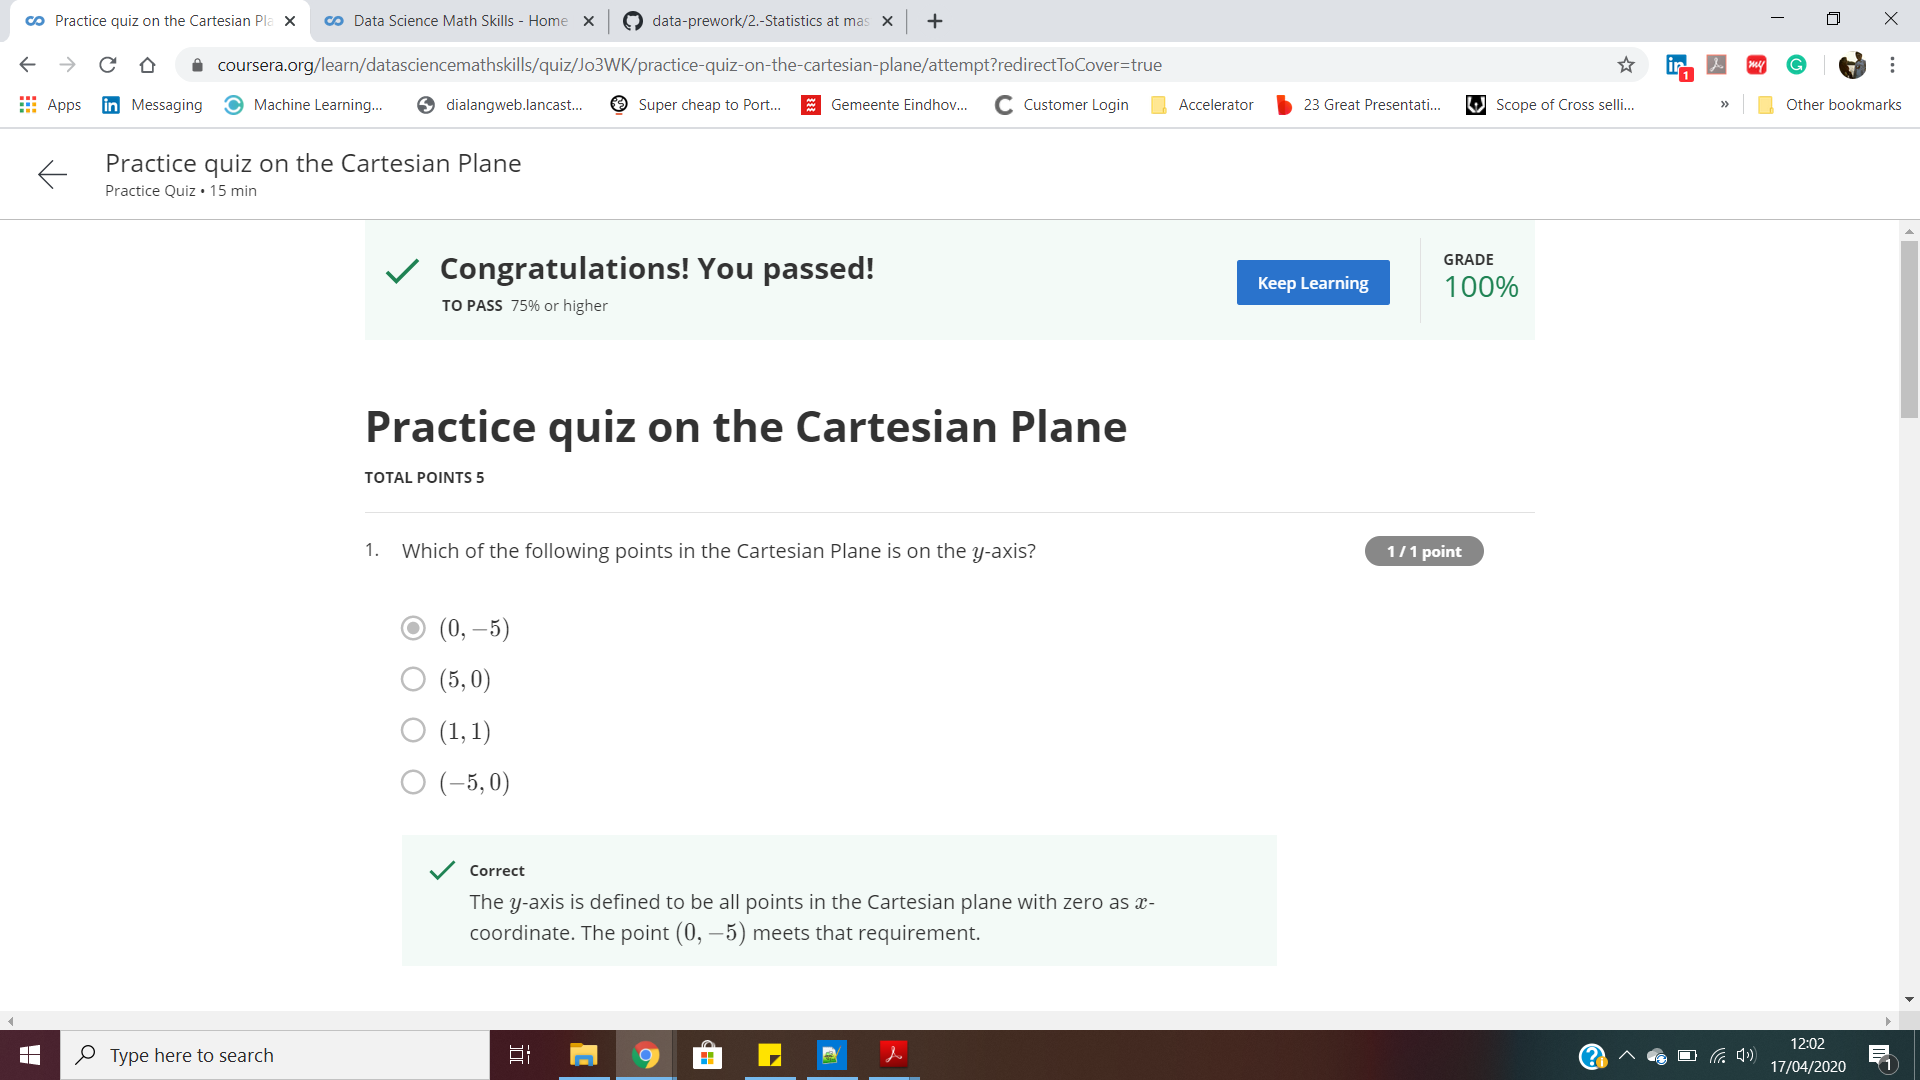 Practice quiz on the Cartesian Pla
Data Science Math Skills - Home
data-prework/2.-Statistics at mas
coursera.org/learn/datasciencemathskills/quiz/Jo3WK/practice-quiz-on-the-cartesian-plane/attempt?redirectToCover=true
in 1
my
Apps
in Messaging
Machine Learning...
dialangweb.lancast...
Super cheap to Port...
Gemeente Eindhov...
Customer Login
Accelerator
23 Great Presentati...
Scope of Cross selli...
»
Other bookmarks
Practice quiz on the Cartesian Plane
Practice Quiz • 15 min
Congratulations! You passed!
TO PASS 75% or higher
Keep Learning
GRADE
100%
Practice quiz on the Cartesian Plane
TOTAL POINTS 5
1. Which of the following points in the Cartesian Plane is on the y-axis?
1 / 1 point
(0, −5)
(5, 0)
(1, 1)
(−5, 0)
Correct
The y-axis is defined to be all points in the Cartesian plane with zero as x-
coordinate. The point (0, −5) meets that requirement.
Type here to search
12:02
17/04/2020
1